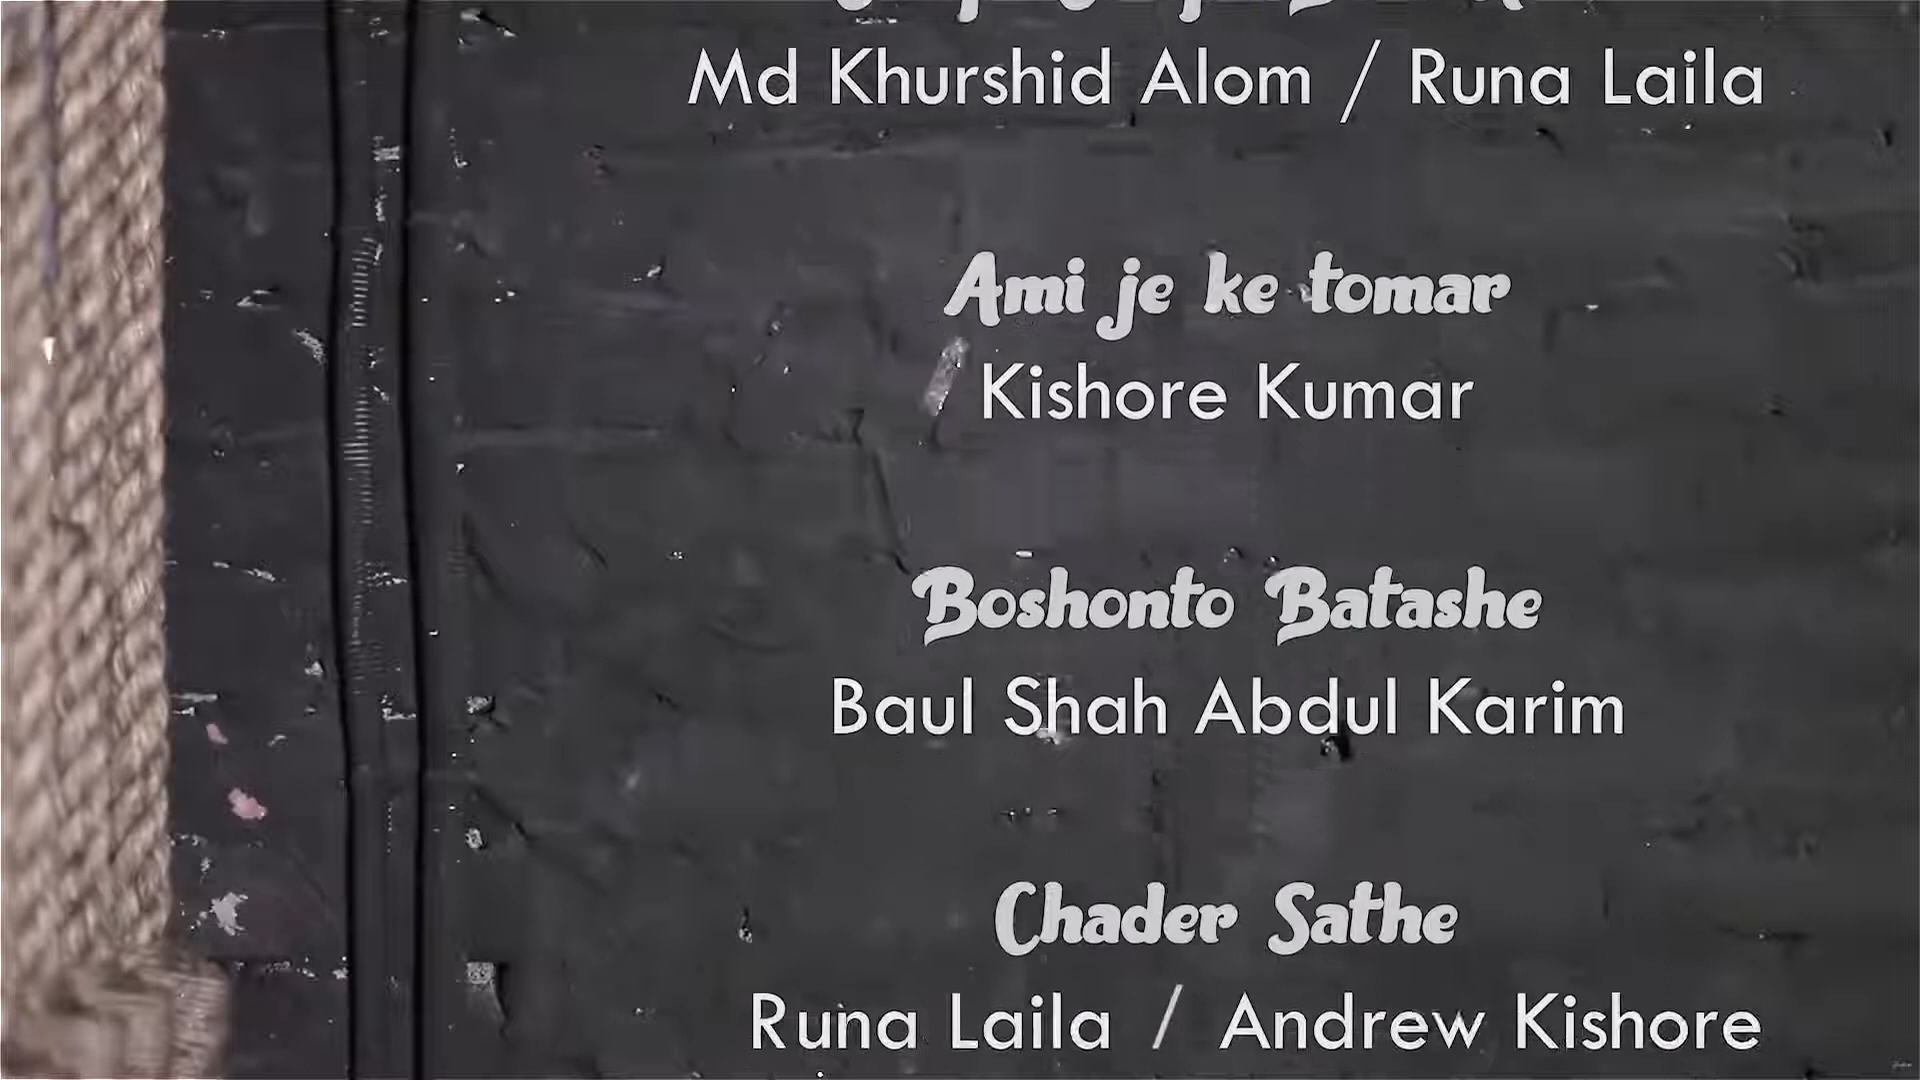 Md Khurshid Alom / Runa Laila
Ami je ke tomar
Kishore Kumar
Boshonto Batashe
Baul Shah Abdul Karim
Chader Sathe
Runa Laila / Andrew Kishore